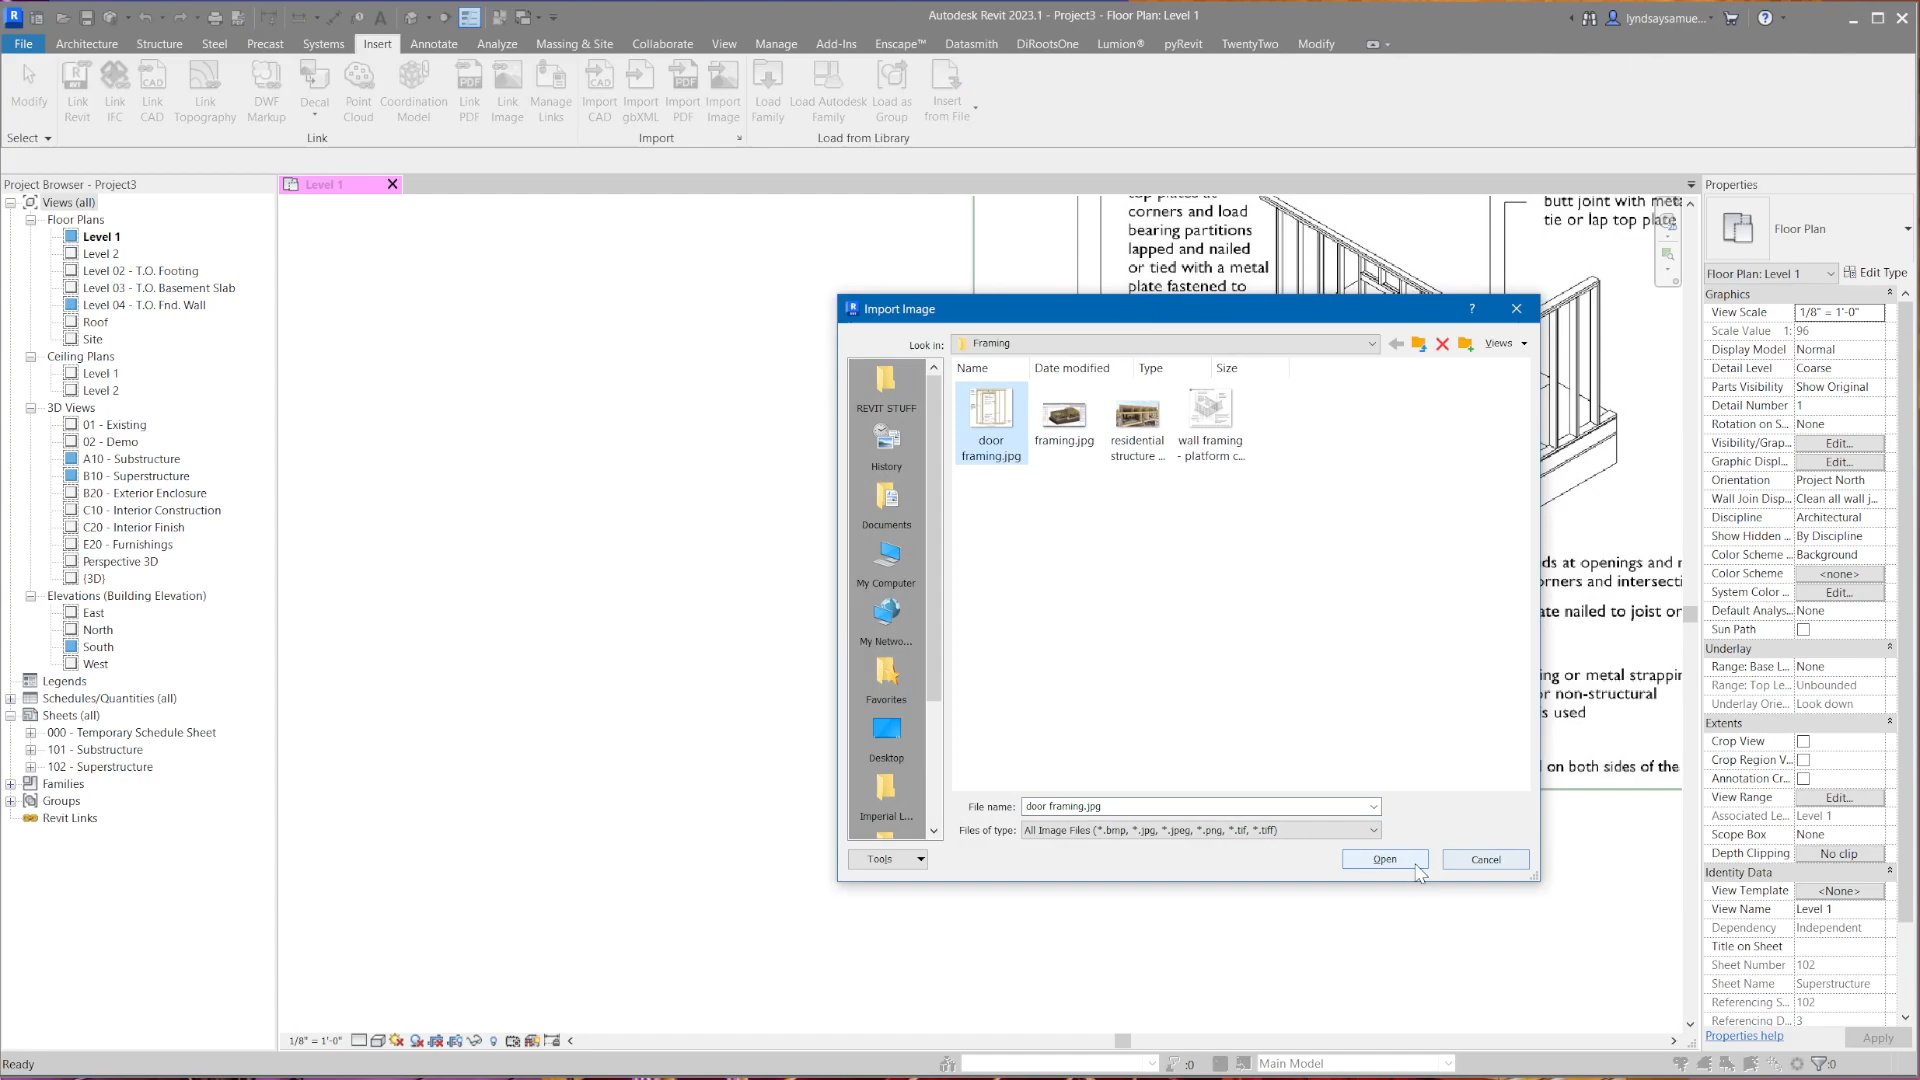 Autodesk Revit 2023.1 - Project3 - Floor Plan: Level 1
lyndsaysamue...
File
Architecture
Structure
Steel
Precast
Systems
Insert
Annotate
Analyze
Massing & Site
Collaborate
View
Manage
Add-Ins
Enscape™
Datasmith
DiRootsOne
Lumion®
pyRevit
TwentyTwo
Modify
Modify
Link Revit
Link IFC
Link CAD
Link Topography
DWF Markup
Decal
Point Cloud
Coordination Model
Link PDF
Link Image
Manage Links
Import CAD
Import gbXML
Import PDF
Import Image
Load Family
Load Autodesk Family
Load as Group
Insert from File
Select
Link
Import
Load from Library
Project Browser - Project3
Views (all)
Floor Plans
Level 1
Level 2
Level 02 - T.O. Footing
Level 03 - T.O. Basement Slab
Level 04 - T.O. Fnd. Wall
Roof
Site
Ceiling Plans
Level 1
Level 2
3D Views
01 - Existing
02 - Demo
A10 - Substructure
B10 - Superstructure
B20 - Exterior Enclosure
C10 - Interior Construction
C20 - Interior Finish
E20 - Furnishings
Perspective 3D
{3D}
Elevations (Building Elevation)
East
North
South
West
Legends
Schedules/Quantities (all)
Sheets (all)
000 - Temporary Schedule Sheet
101 - Substructure
102 - Superstructure
Families
Groups
Revit Links
Level 1
top plates at
corners and load
bearing partitions
lapped and nailed
or tied with a metal
plate fastened to
butt joint with meta
tie or lap top plate
ds at openings and
orners and intersecti
ate nailed to joist or
ing or metal strappin
or non-structural
s used
on both sides of the
Import Image
?
Look in:
Framing
Views
Name
Date modified
Type
Size
REVIT STUFF
History
Documents
My Computer
My Netwo...
Favorites
Desktop
Imperial L...
door framing.jpg
framing.jpg
residential structure ...
wall framing - platform c...
File name:
door framing.jpg
Files of type:
All Image Files (*.bmp, *.jpg, *.jpeg, *.png, *.tif, *.tiff)
Tools
Open
Cancel
Properties
Floor Plan
Floor Plan: Level 1
Edit Type
Graphics
View Scale 1/8" = 1'-0"
Scale Value 1: 96
Display Model Normal
Detail Level Coarse
Parts Visibility Show Original
Detail Number 1
Rotation on S... None
Visibility/Grap... Edit...
Graphic Displ... Edit...
Orientation Project North
Wall Join Disp... Clean all wall j...
Discipline Architectural
Show Hidden ... By Discipline
Color Scheme ... Background
Color Scheme <none>
System Color ... Edit...
Default Analys... None
Sun Path
Underlay
Range: Base L... None
Range: Top Le... Unbounded
Underlay Orie... Look down
Extents
Crop View
Crop Region V...
Annotation Cr...
View Range Edit...
Associated Le... Level 1
Scope Box None
Depth Clipping No clip
Identity Data
View Template <None>
View Name Level 1
Dependency Independent
Title on Sheet
Sheet Number 102
Sheet Name Superstructure
Referencing S... 102
Referencing D... 3
Properties help
Apply
1/8" = 1'-0"
Ready
:0
Main Model
:0